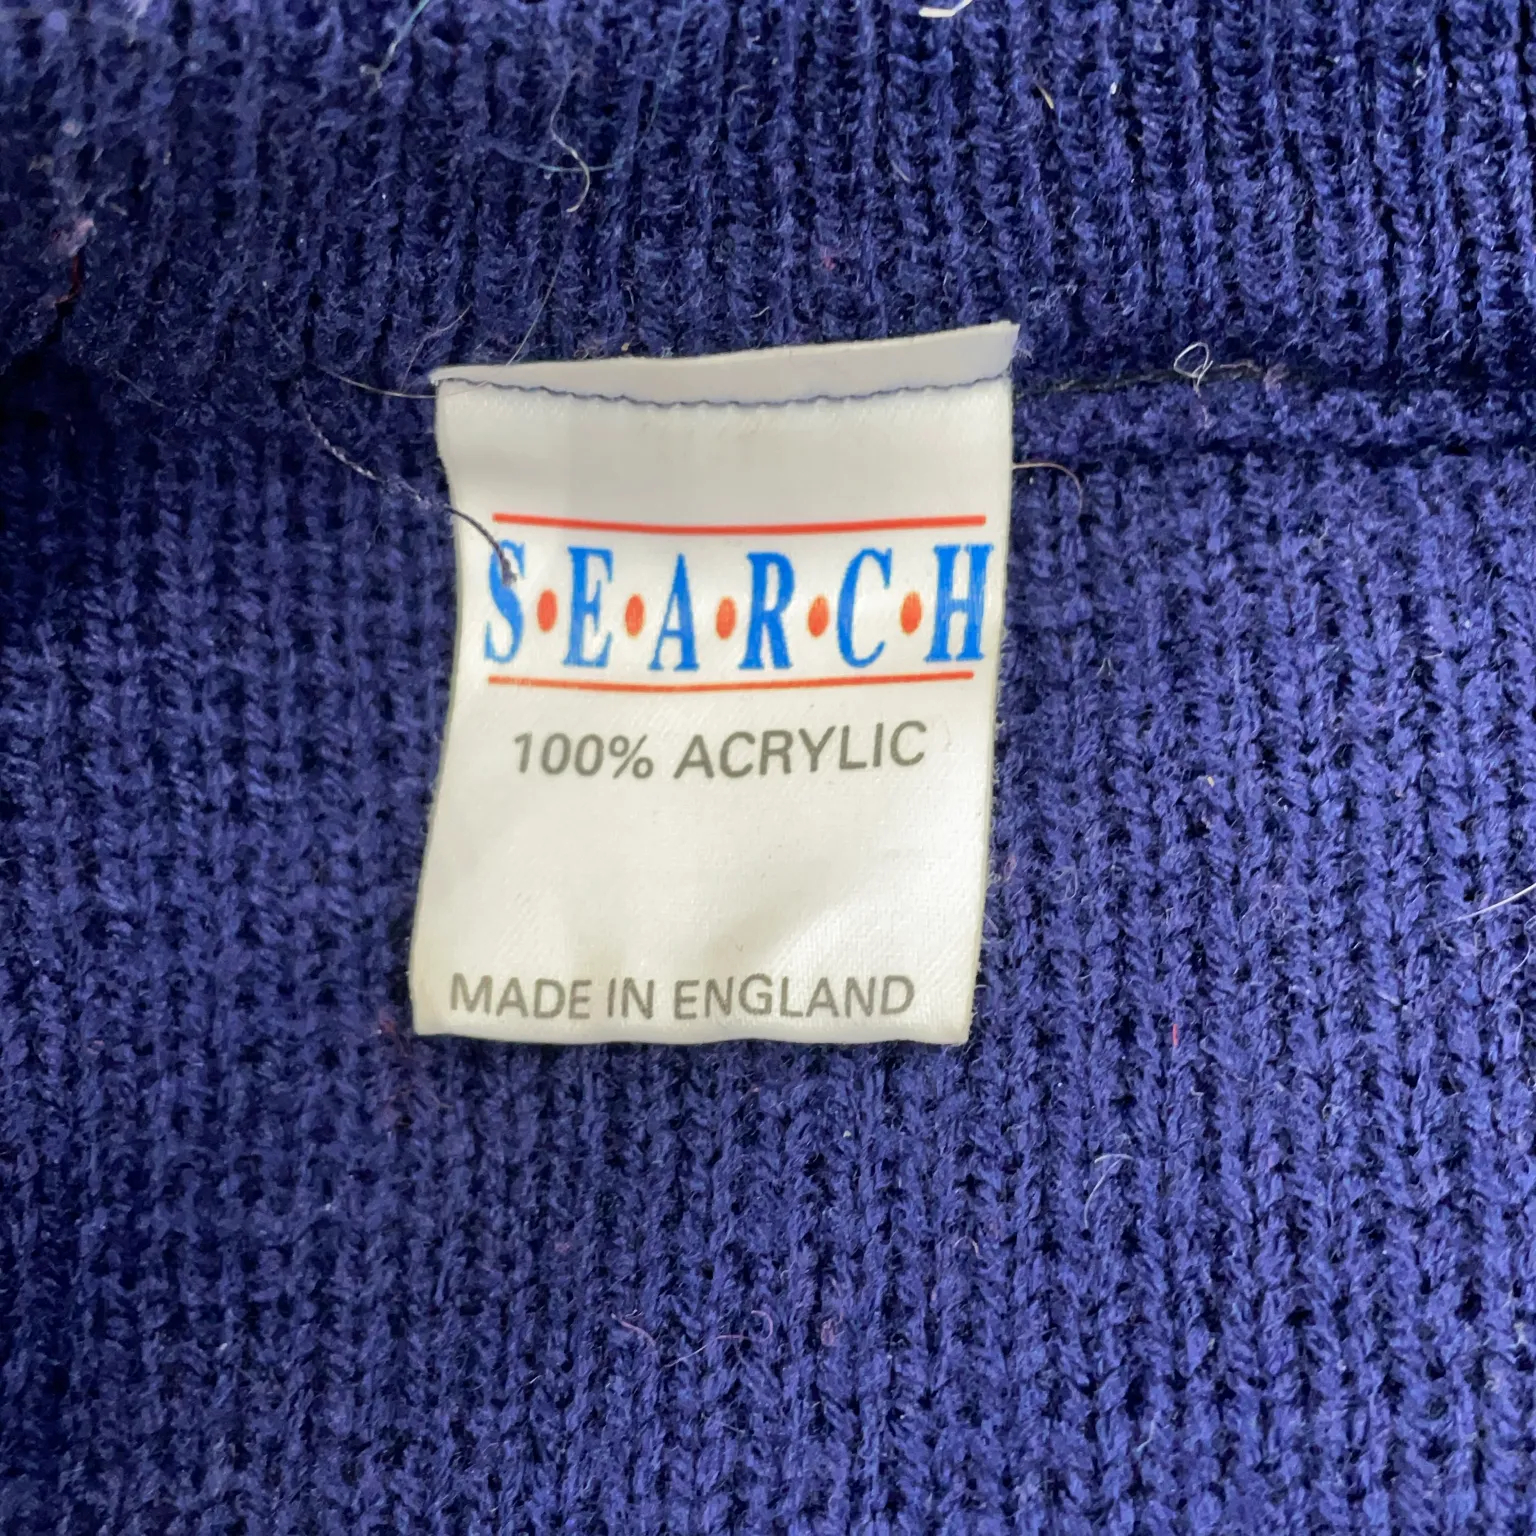 S•E•A•R•C•H
100% ACRYLIC
MADE IN ENGLAND